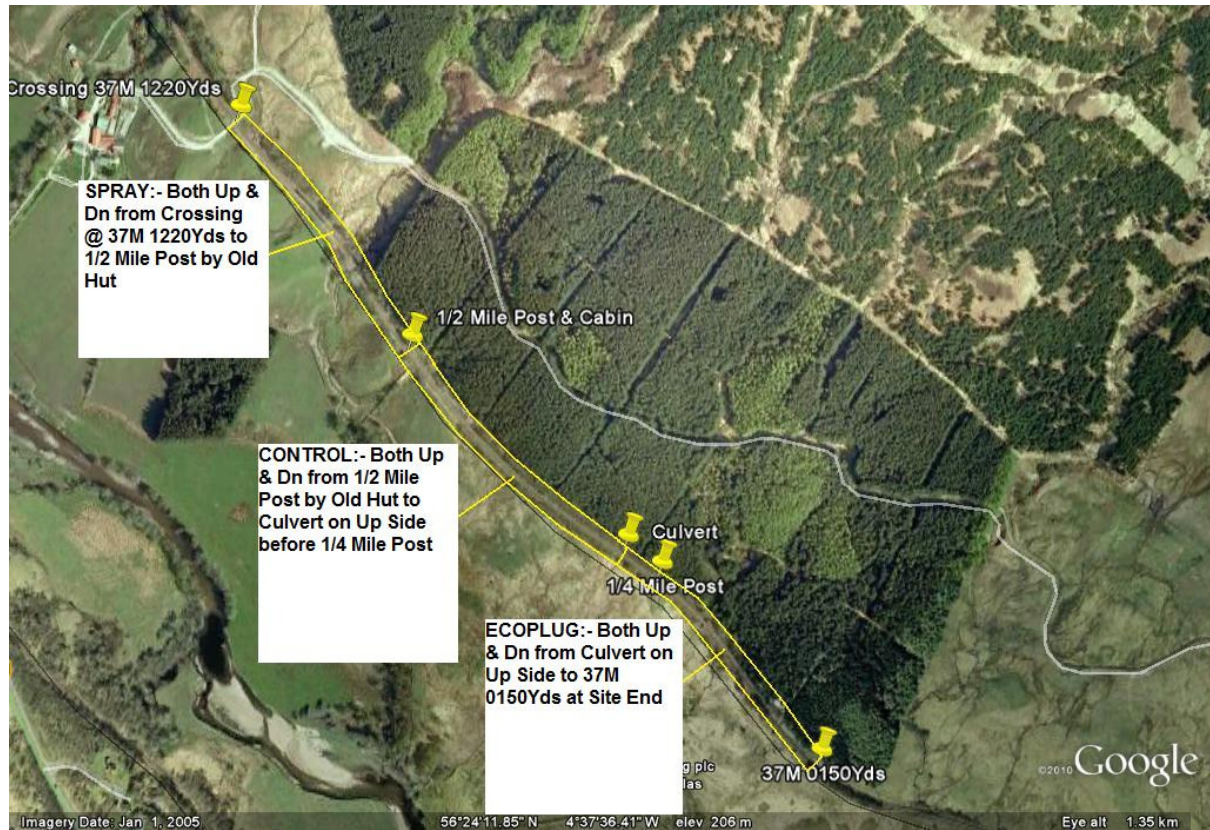 Crossing 37M 1220Yds
SPRAY:- Both Up &
Dn from Crossing
@ 37M 1220Yds to
1/2 Mile Post by Old
Hut
1/2 Mile Post & Cabin
CONTROL:- Both Up
& Dn from 1/2 Mile
Post by Old Hut to
Culvert on Up Side
before 1/4 Mile Post
Culvert
1/4 Mile Post
ECOPLUG:- Both Up
& Dn from Culvert on
Up Side to 37M
0150Yds at Site End
37M 0150Yds
g plc
las
©2010 Google
Imagery Date: Jan 1, 2005
56°24'11.85" N 4°37'36.41" W elev 206 m
Eye alt 1.35 km